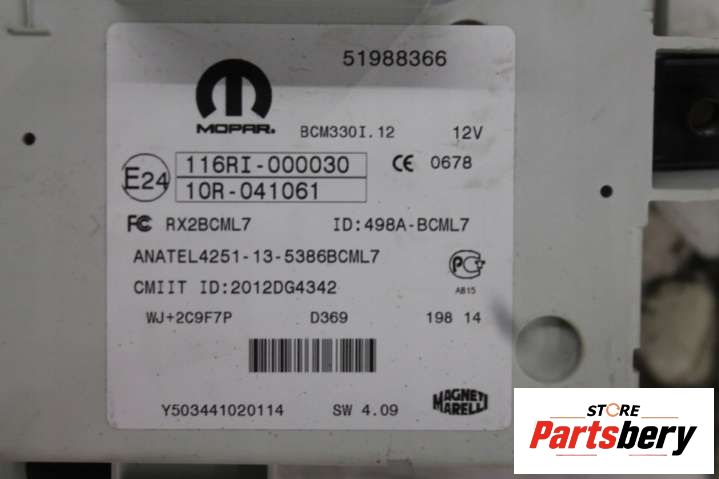 51988366
MOPAR.
BCM330I.12 12V
E24 116RI-000030 CE 0678
10R-041061
FC RX2BCML7 ID:498A-BCML7
ANATEL4251-13-5386BCML7
CMIIT ID:2012DG4342
AB15
WJ+2C9F7P D369 198 14
Y503441020114 SW 4.09
MAGNETI
MARELLI
STORE
Partsbery